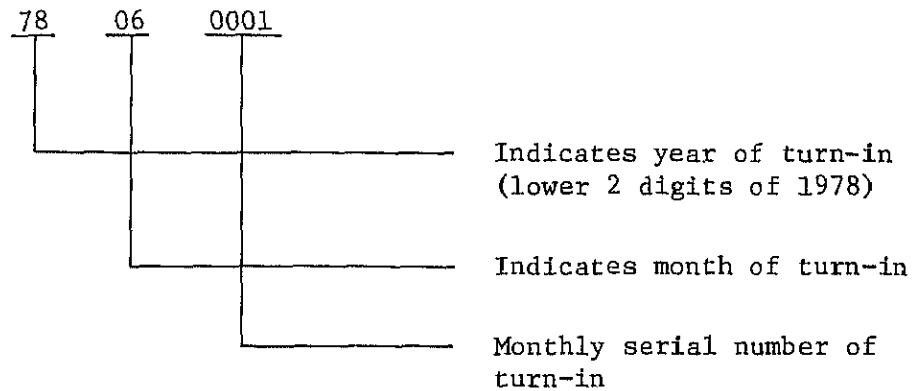 78 06 0001
Indicates year of turn-in
(lower 2 digits of 1978)
Indicates month of turn-in
Monthly serial number of
turn-in